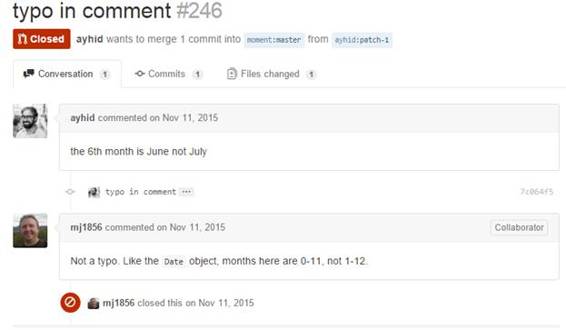 typo in comment #246
Closed ayhid wants to merge 1 commit into moment:master from ayhid:patch-1
Conversation 1 Commits 1 Files changed 1
ayhid commented on Nov 11, 2015
the 6th month is June not July
typo in comment ... 7c064f5
mj1856 commented on Nov 11, 2015 Collaborator
Not a typo. Like the Date object, months here are 0-11, not 1-12.
mj1856 closed this on Nov 11, 2015